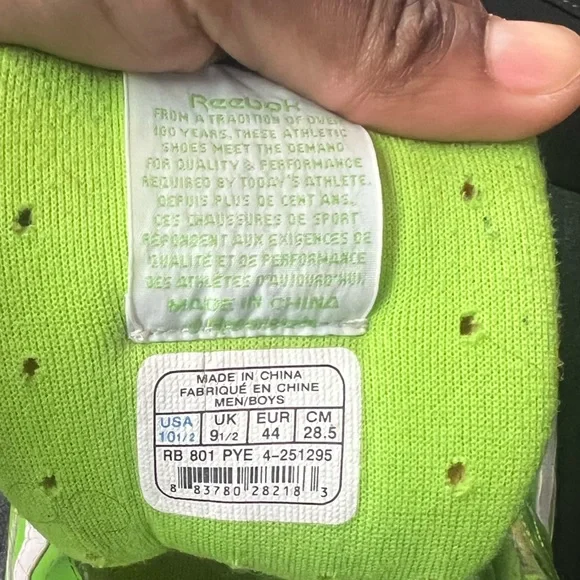 Reebok
FROM A TRADITION OF OVER
100 YEARS, THESE ATHLETIC
SHOES MEET THE DEMAND
FOR QUALITY & PERFORMANCE
REQUIRED BY TODAY'S ATHLETE.
DEPUIS PLUS DE CENT ANS,
CES CHAUSSURES DE SPORT
RÉPONDENT AUX EXIGENCES DE
QUALITÉ ET DE PERFORMANCE
DES ATHLÈTES D'AUJOURD'HUI.
MADE IN CHINA
MADE IN CHINA
FABRIQUÉ EN CHINE
MEN/BOYS
USA UK EUR CM
10 1/2 9 1/2 44 28.5
RB 801 PYE 4-251295
8 83780 28218 3